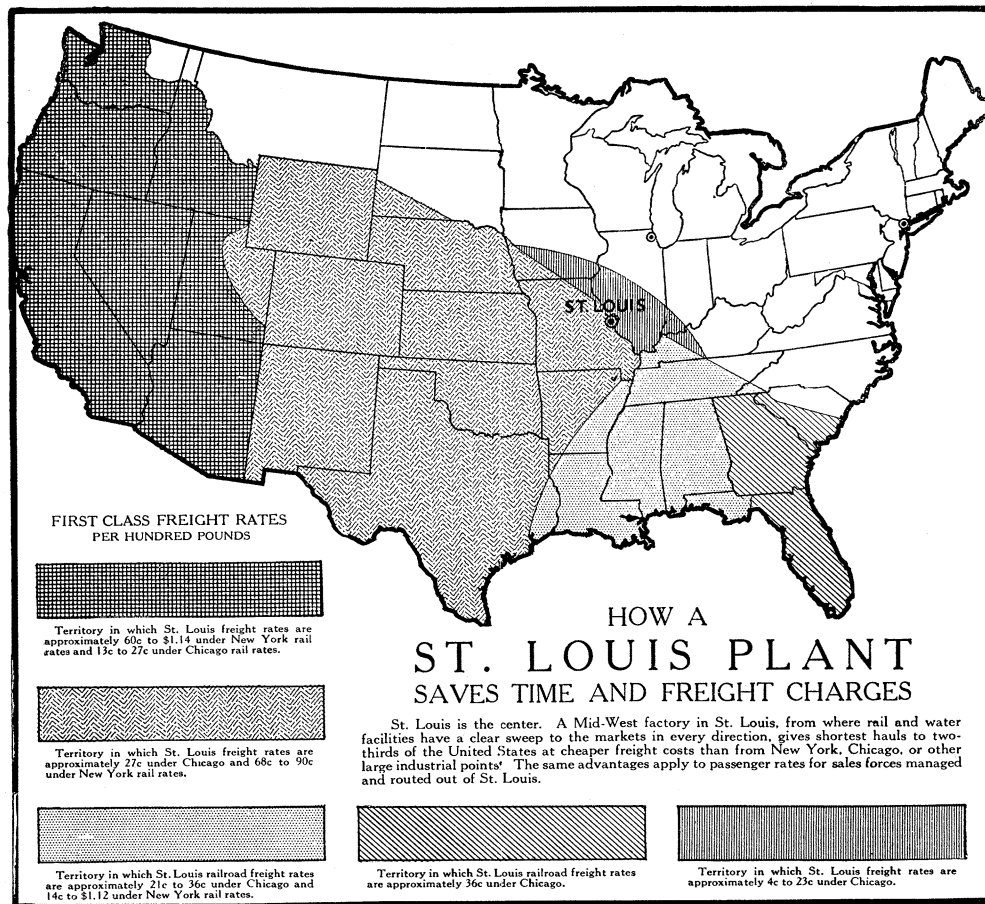 ST. LOUIS
FIRST CLASS FREIGHT RATES
PER HUNDRED POUNDS
Territory in which St. Louis freight rates are
approximately 60c to $1.14 under New York rail
rates and 13c to 27c under Chicago rail rates.
Territory in which St. Louis freight rates are
approximately 27c under Chicago and 68c to 90c
under New York rail rates.
HOW A
ST. LOUIS PLANT
SAVES TIME AND FREIGHT CHARGES
St. Louis is the center. A Mid-West factory in St. Louis, from where rail and water
facilities have a clear sweep to the markets in every direction, gives shortest hauls to two-
thirds of the United States at cheaper freight costs than from New York, Chicago, or other
large industrial points' The same advantages apply to passenger rates for sales forces managed
and routed out of St. Louis.
Territory in which St. Louis railroad freight rates
are approximately 21c to 36c under Chicago and
14c to $1.12 under New York rail rates.
Territory in which St. Louis railroad freight rates
are approximately 36c under Chicago.
Territory in which St. Louis freight rates are
approximately 4c to 23c under Chicago.